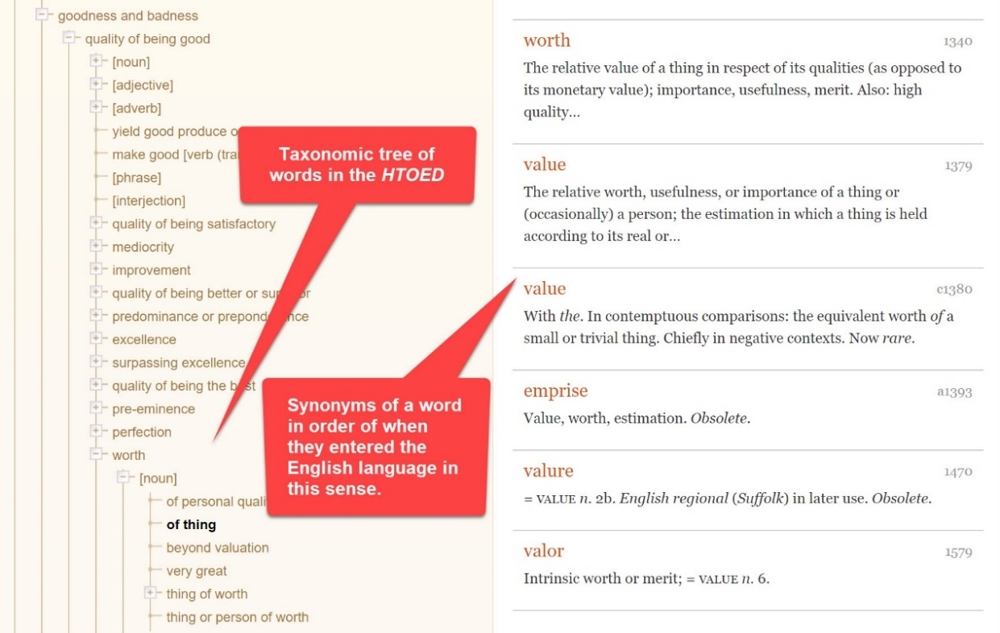 goodness and badness
quality of being good
[noun]
[adjective]
[adverb]
yield good produce o
make good [verb (tra
[phrase]
[interjection]
quality of being satisfactory
mediocrity
improvement
quality of being better or sup or
predominance or prepond nce
excellence
surpassing excellence
quality of being the b st
pre-eminence
perfection
worth
[noun]
of personal quali
of thing
beyond valuation
very great
thing of worth
thing or person of worth
Taxonomic tree of
words in the HTOED
Synonyms of a word
in order of when
they entered the
English language in
this sense.
worth 1340
The relative value of a thing in respect of its qualities (as opposed to
its monetary value); importance, usefulness, merit. Also: high
quality...
value 1379
The relative worth, usefulness, or importance of a thing or
(occasionally) a person; the estimation in which a thing is held
according to its real or...
value c1380
With the. In contemptuous comparisons: the equivalent worth of a
small or trivial thing. Chiefly in negative contexts. Now rare.
emprise a1393
Value, worth, estimation. Obsolete.
valure 1470
= VALUE n. 2b. English regional (Suffolk) in later use. Obsolete.
valor 1579
Intrinsic worth or merit; = VALUE n. 6.